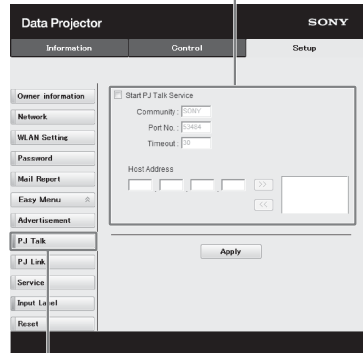 Data Projector
SONY
Information
Control
Setup
Owner information
Network
WLAN Setting
Password
Mail Report
Easy Menu
Advertisement
PJ Talk
PJ Link
Service
Input Label
Reset
Start PJ Talk Service
Community : SONY
Port No. : 53484
Timeout : 30
Host Address
. . .
>>
<<
Apply